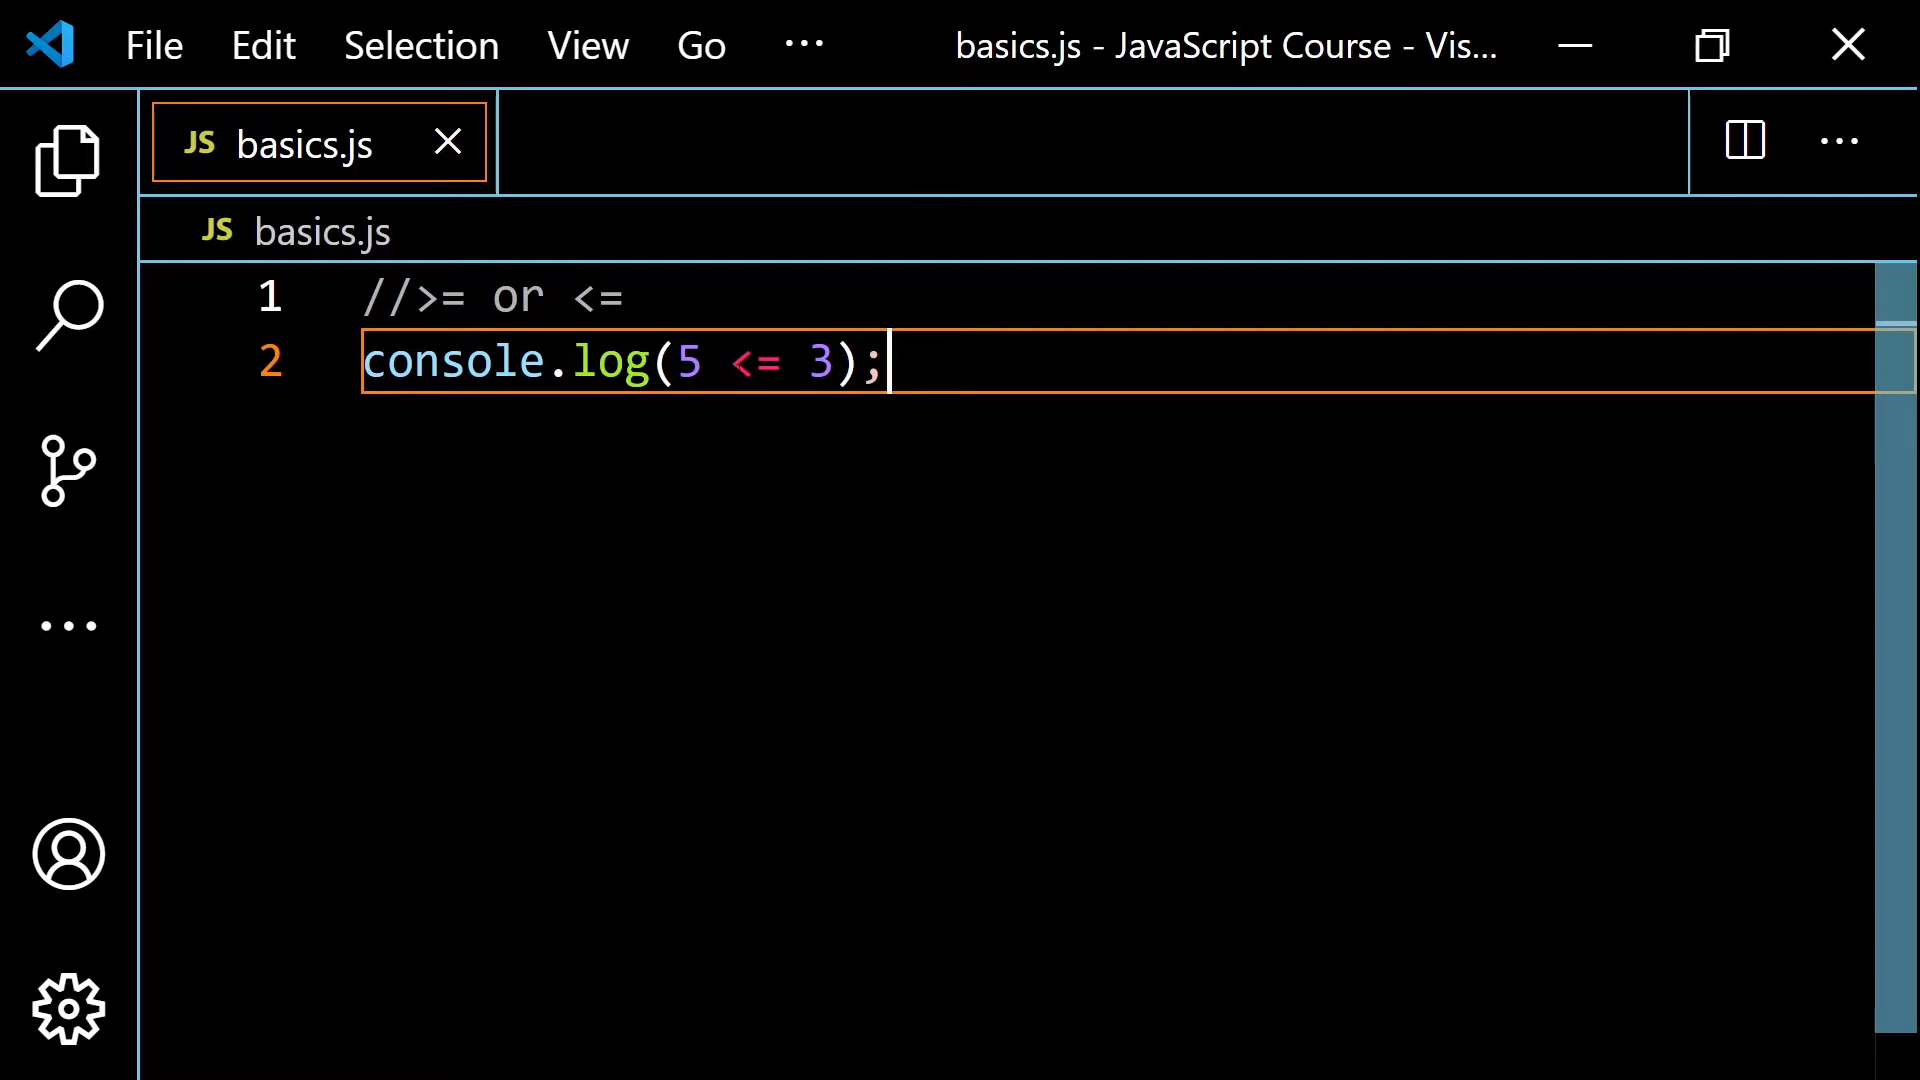 File Edit Selection View Go ··· basics.js - JavaScript Course - Vis...
JS basics.js
JS basics.js
1 //>= or <=
2 console.log(5 <= 3);